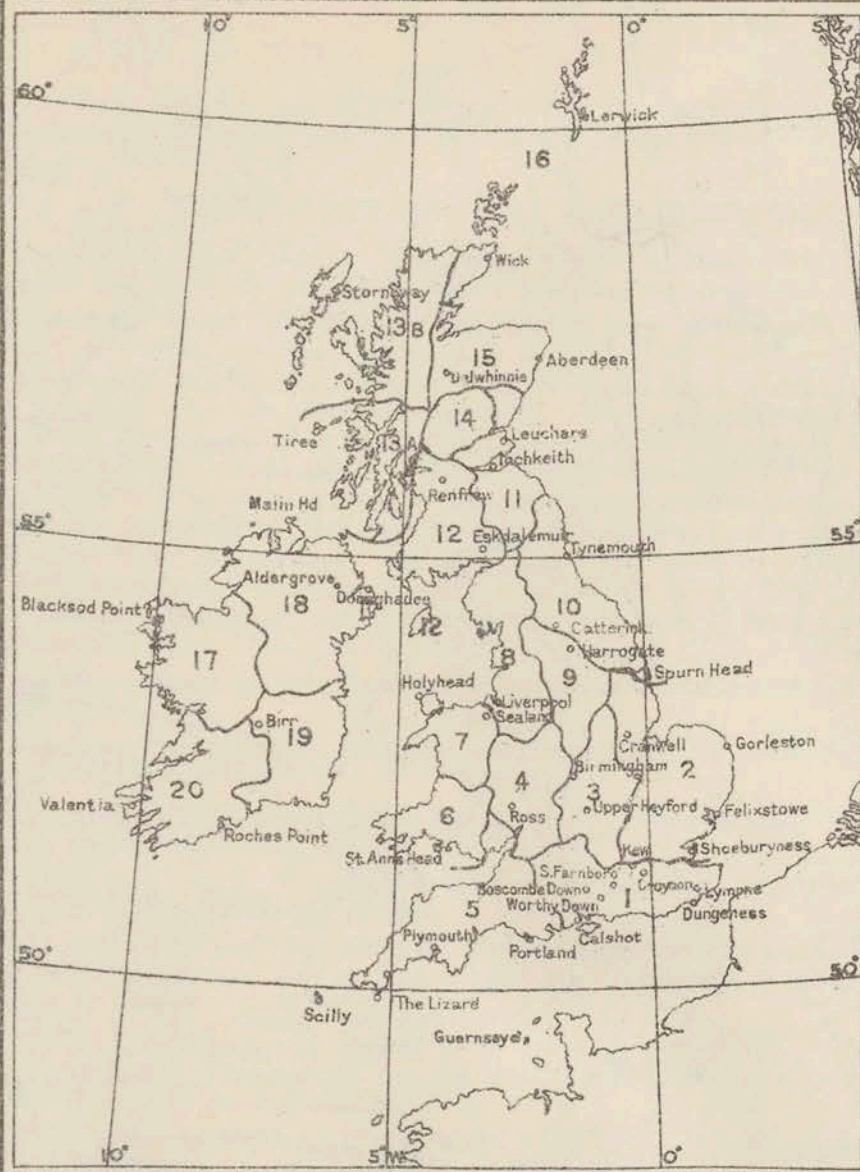 10° 5° 0° 5
60°
Lerwick
16
Wick
Stornoway
13 B
15
Aberdeen
Dalwhinnie
14
Tiree
13 A
Leuchars
Inchkeith
Renfrew
11
Malin Hd
55° 55°
12
Eskdalemuir
Tynemouth
Aldergrove
Donaghadee
Blacksod Point
18
10
12
Catterick
Harrogate
17
8
9
Spurn Head
Holyhead
Liverpool
Sealand
Birr
19
7
Cranwell
Gorleston
Birmingham
2
20
4
3
Valentia
Ross
Upper Heyford
Felixstowe
6
Roches Point
St. Anns Head
Kew
Shoeburyness
S. Farnboro'
Boscombe Down
1
Croydon
Lympne
5
Worthy Down
Dungeness
Plymouth
Portland
Calshot
50° 50°
Scilly
The Lizard
Guernsey
10° 5°W 0°